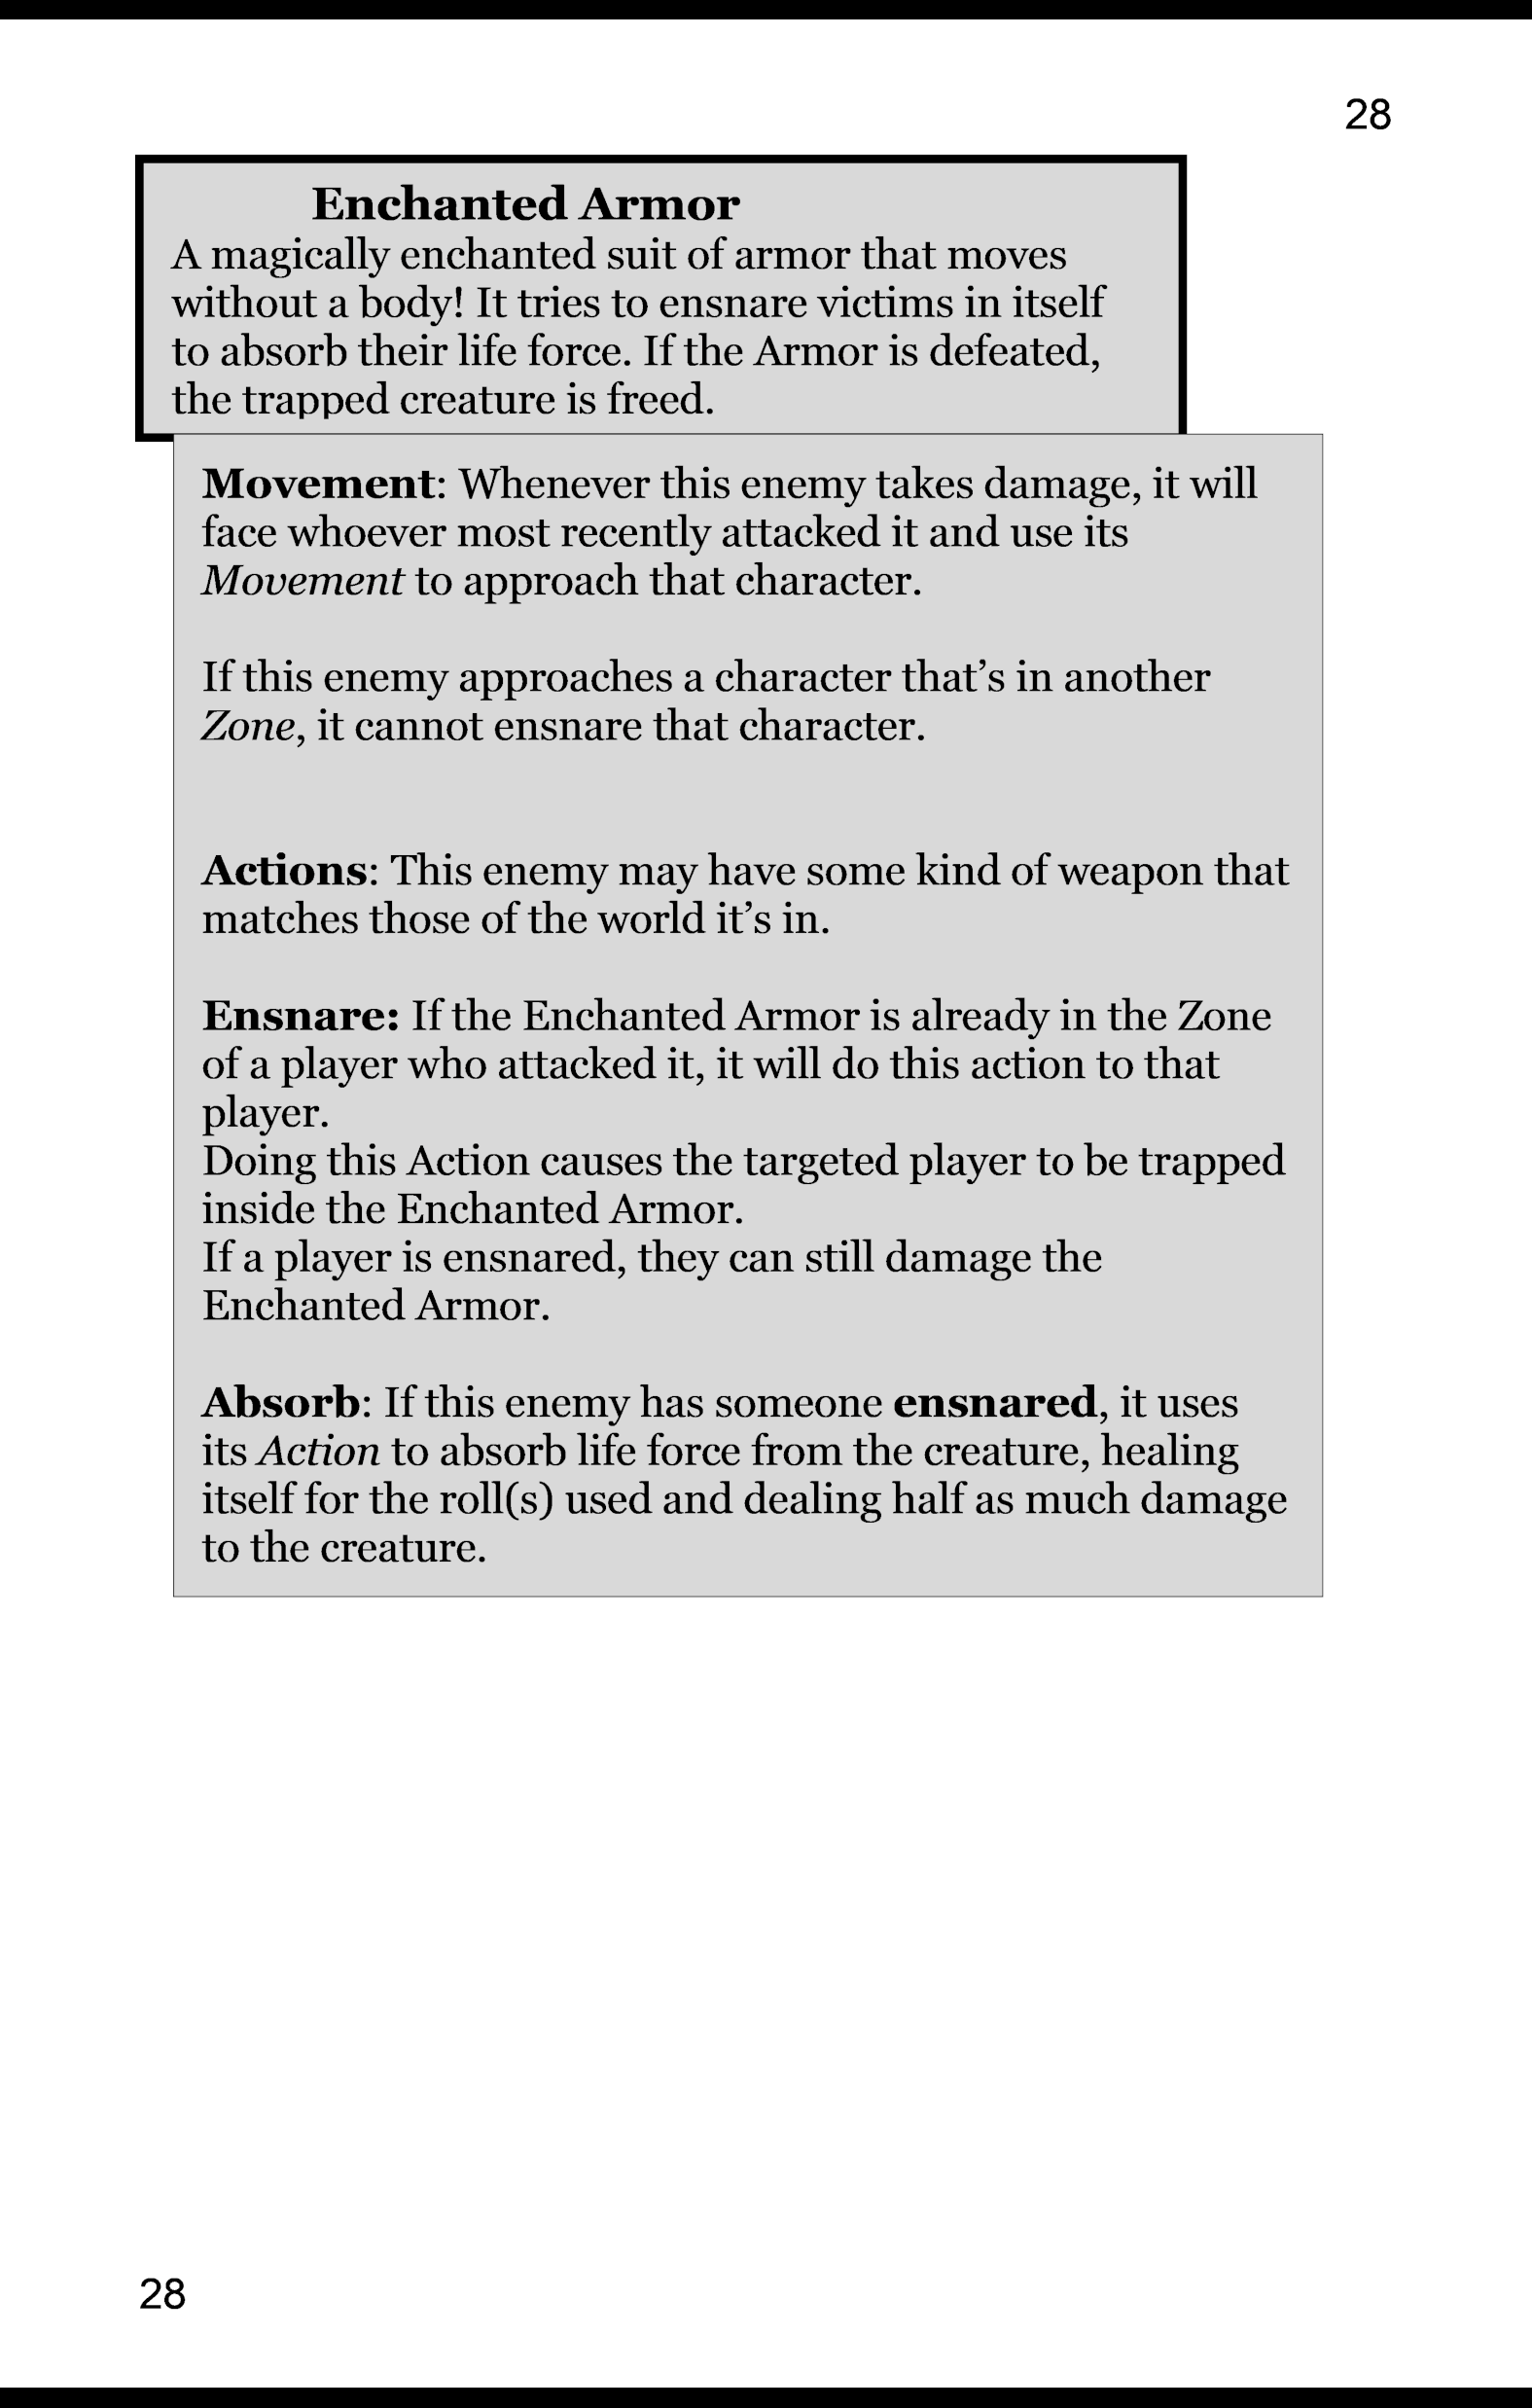 28
Enchanted Armor
A magically enchanted suit of armor that moves
without a body! It tries to ensnare victims in itself
to absorb their life force. If the Armor is defeated,
the trapped creature is freed.
Movement: Whenever this enemy takes damage, it will
face whoever most recently attacked it and use its
Movement to approach that character.
If this enemy approaches a character that’s in another
Zone, it cannot ensnare that character.
Actions: This enemy may have some kind of weapon that
matches those of the world it’s in.
Ensnare: If the Enchanted Armor is already in the Zone
of a player who attacked it, it will do this action to that
player.
Doing this Action causes the targeted player to be trapped
inside the Enchanted Armor.
If a player is ensnared, they can still damage the
Enchanted Armor.
Absorb: If this enemy has someone ensnared, it uses
its Action to absorb life force from the creature, healing
itself for the roll(s) used and dealing half as much damage
to the creature.
28